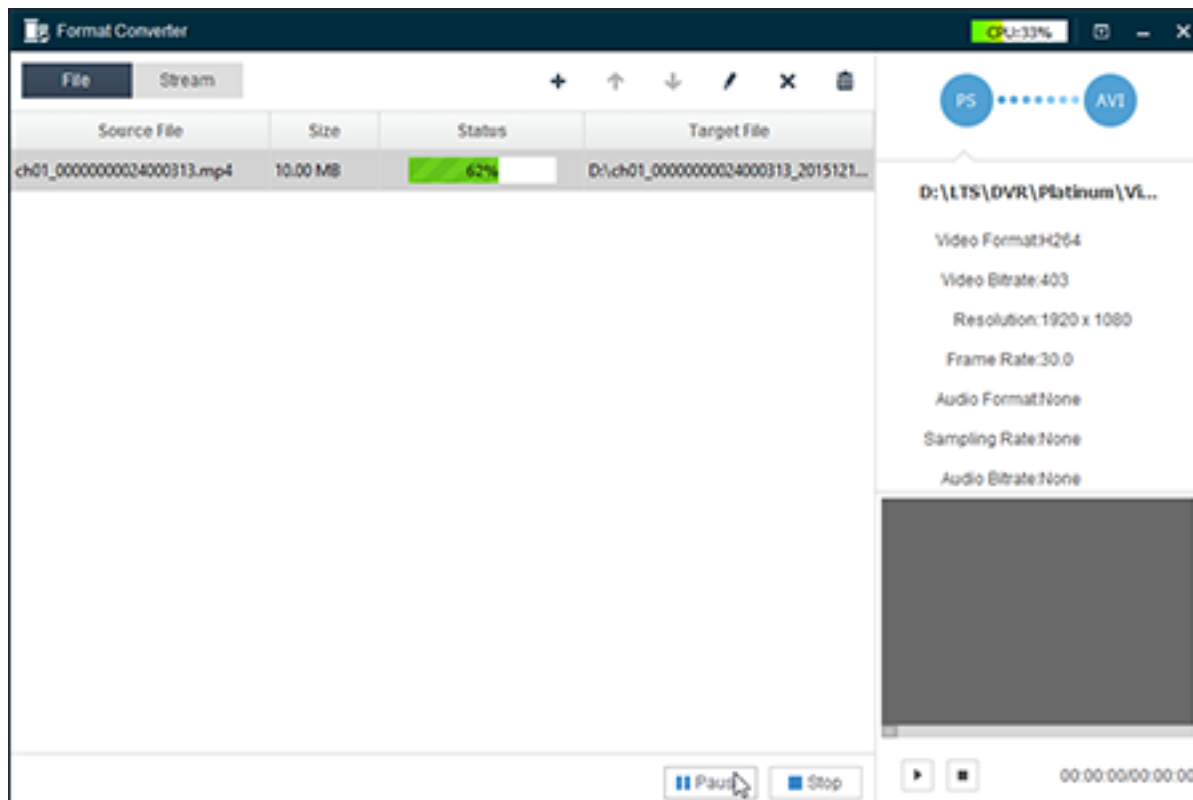 Format Converter
CPU:33%
File
Stream
Source File
Size
Status
Target File
ch01_00000000024000313.mp4
10.00 MB
62%
D:\ch01_00000000024000313_2015121...
PS
AVI
D:\LTS\DVR\Platinum\Vi...
Video Format:H264
Video Bitrate:403
Resolution:1920 x 1080
Frame Rate:30.0
Audio Format:None
Sampling Rate:None
Audio Bitrate:None
Pause
Stop
00:00:00/00:00:00